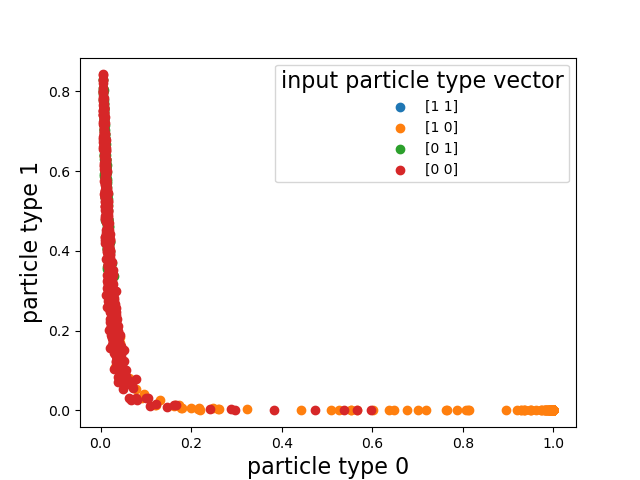 input particle type vector
[1 1]
[1 0]
[0 1]
[0 0]
particle type 1
0.8
0.6
0.4
0.2
0.0
0.0 0.2 0.4 0.6 0.8 1.0
particle type 0